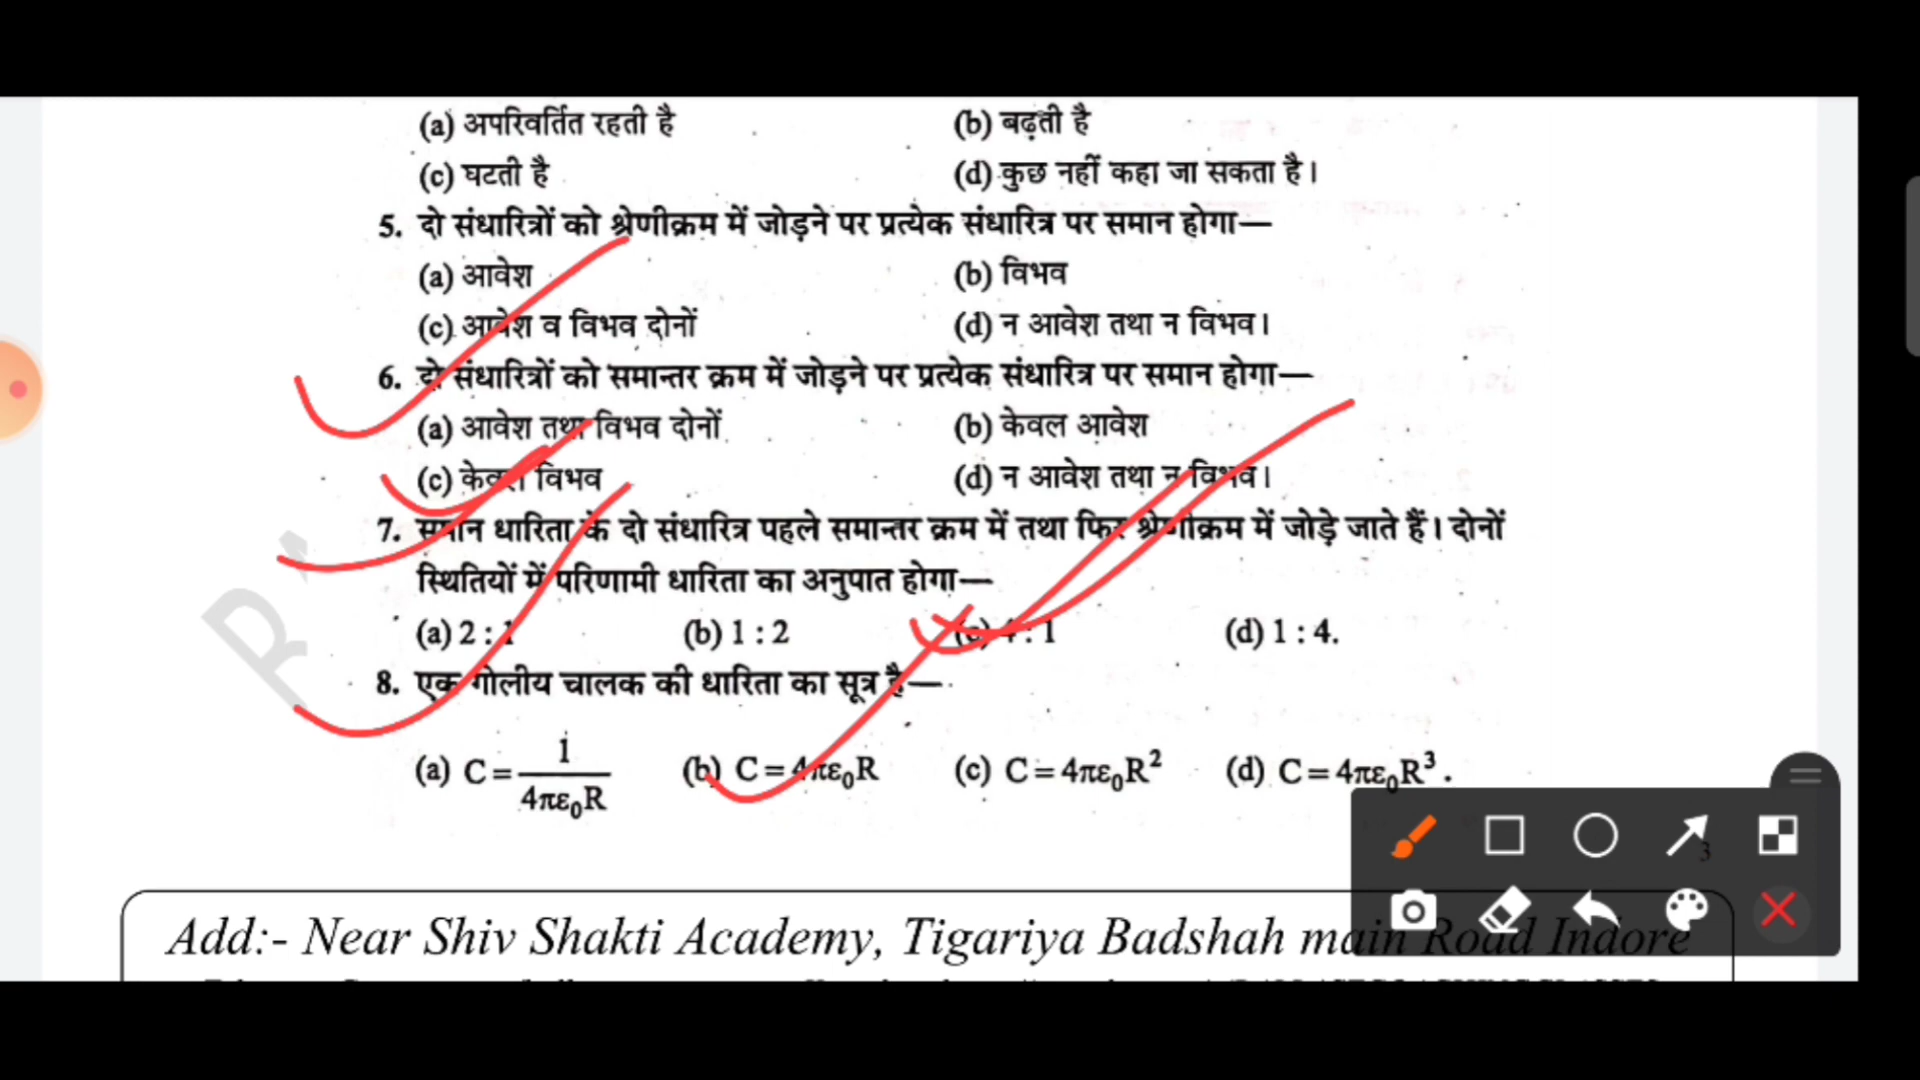 (a) अपरिवर्तित रहती है (b) बढ़ती है
(c) घटती है (d) कुछ नहीं कहा जा सकता है।
5. दो संधारित्रों को श्रेणीक्रम में जोड़ने पर प्रत्येक संधारित्र पर समान होगा—
(a) आवेश (b) विभव
(c) आवेश व विभव दोनों (d) न आवेश तथा न विभव।
6. दो संधारित्रों को समान्तर क्रम में जोड़ने पर प्रत्येक संधारित्र पर समान होगा—
(a) आवेश तथा विभव दोनों (b) केवल आवेश
(c) केवल विभव (d) न आवेश तथा न विभव।
7. समान धारिता के दो संधारित्र पहले समान्तर क्रम में तथा फिर श्रेणीक्रम में जोड़े जाते हैं। दोनों
स्थितियों में परिणामी धारिता का अनुपात होगा—
(a) 2 : 1 (b) 1 : 2 (c) 4 : 1 (d) 1 : 4.
8. एक गोलीय चालक की धारिता का सूत्र है—
(a) C = 1/4πε₀R (b) C = 4πε₀R (c) C = 4πε₀R² (d) C = 4πε₀R³.
3
Add:- Near Shiv Shakti Academy, Tigariya Badshah main Road Indore